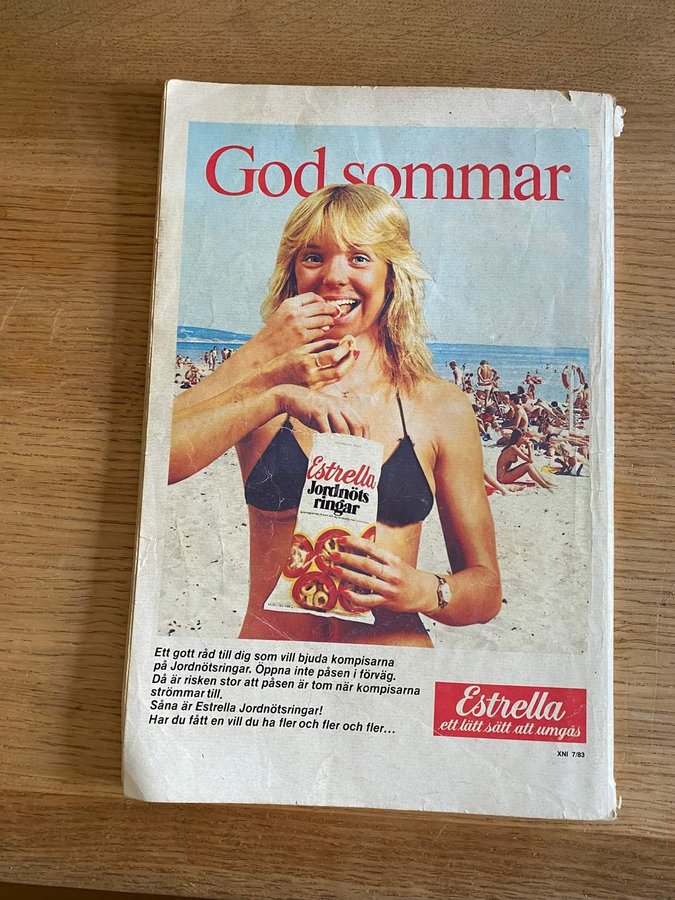 God sommar
Estrella
Jordnöts
ringar
Ett gott råd till dig som vill bjuda kompisarna
på Jordnötsringar. Öppna inte påsen i förväg.
Då är risken stor att påsen är tom när kompisarna
strömmar till.
Såna är Estrella Jordnötsringar!
Har du fått en vill du ha fler och fler och fler...
Estrella
ett lätt sätt att umgås
XNI 7/83